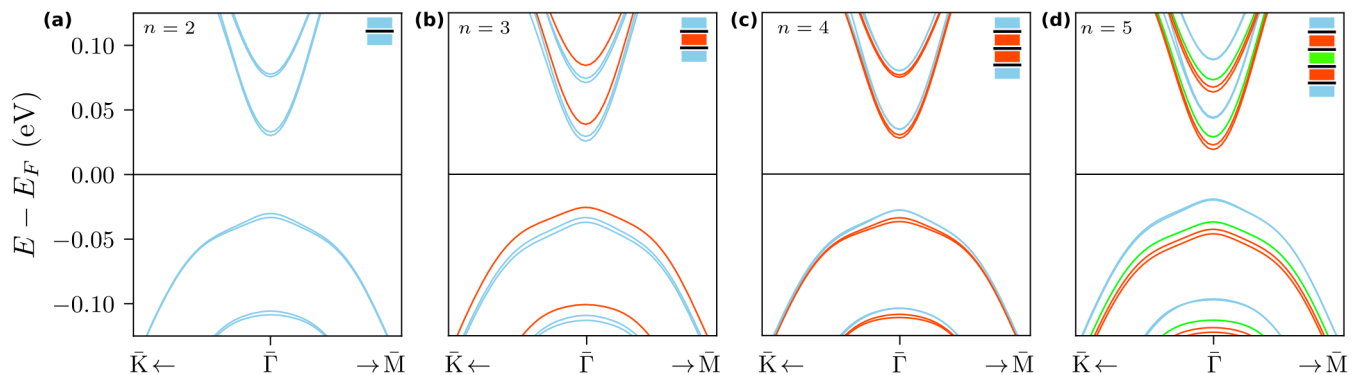 (a) n = 2
(b) n = 3
(c) n = 4
(d) n = 5
E − E_F (eV)
0.10
0.05
0.00
−0.05
−0.10
K̄ ← Γ̄ → M̄
K̄ ← Γ̄ → M̄
K̄ ← Γ̄ → M̄
K̄ ← Γ̄ → M̄